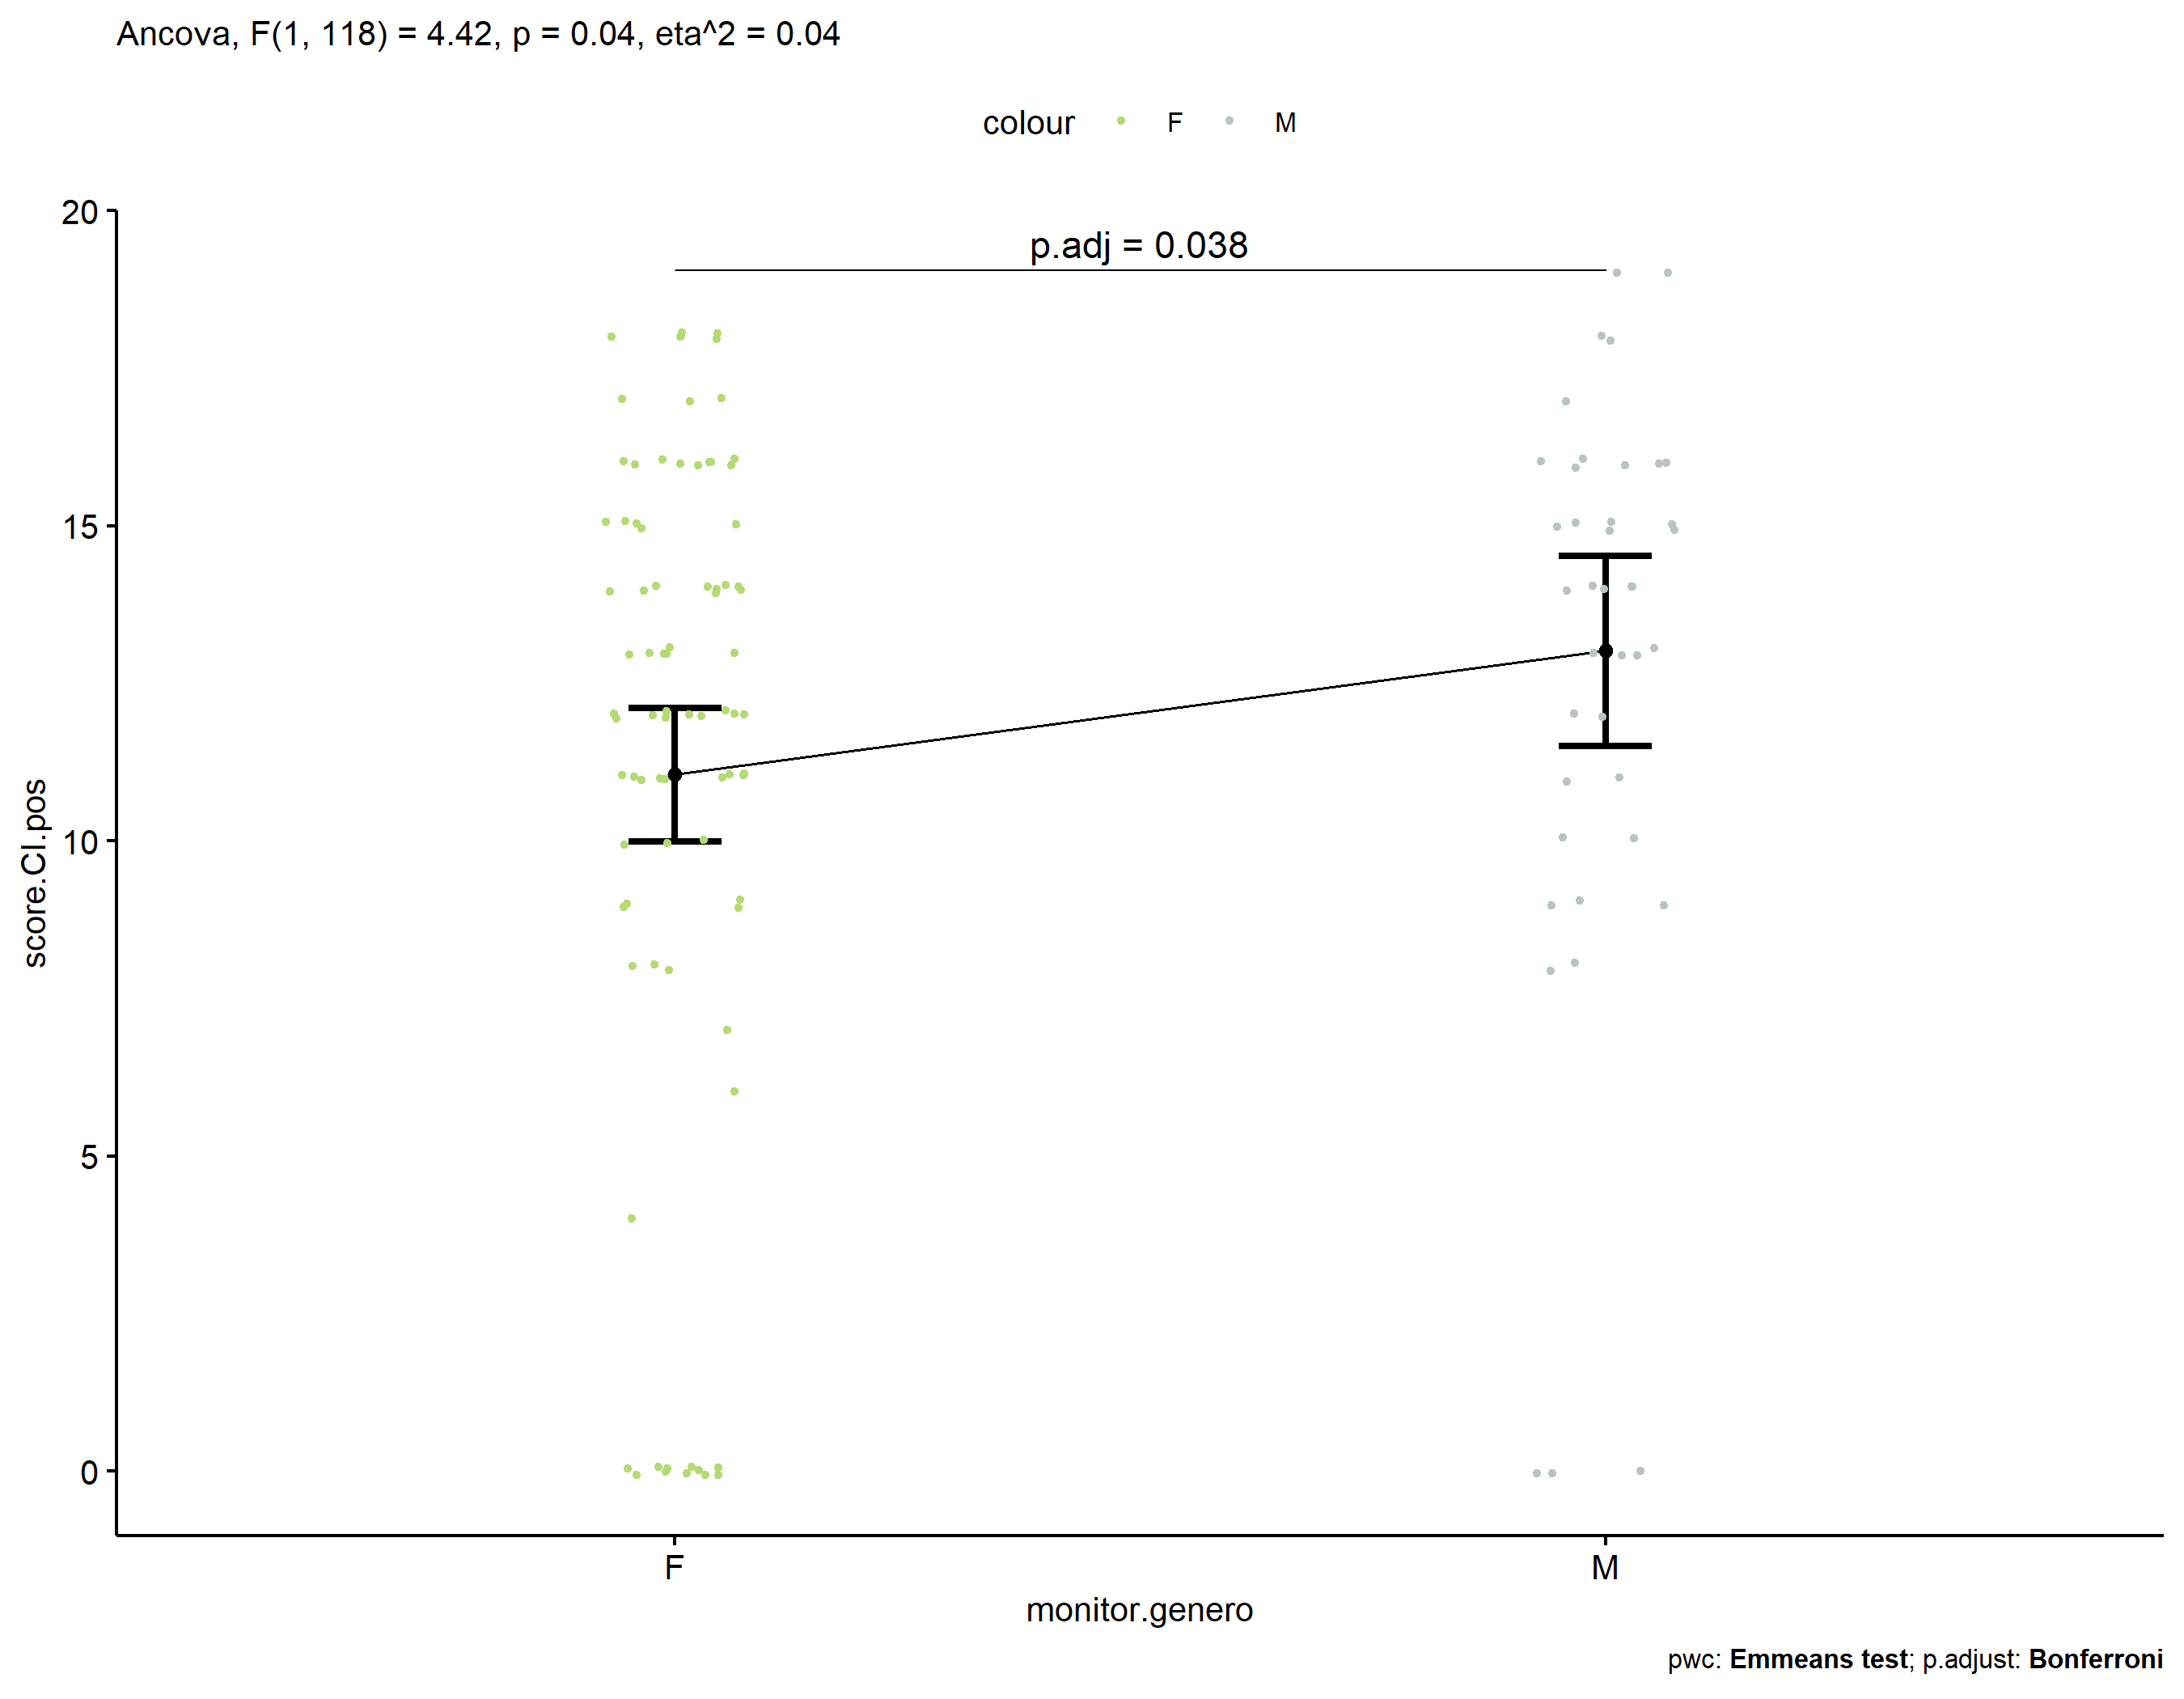 Ancova, F(1, 118) = 4.42, p = 0.04, eta^2 = 0.04
colour F M
p.adj = 0.038
20
15
10
5
0
score.CI.pos
F M
monitor.genero
pwc: Emmeans test; p.adjust: Bonferroni